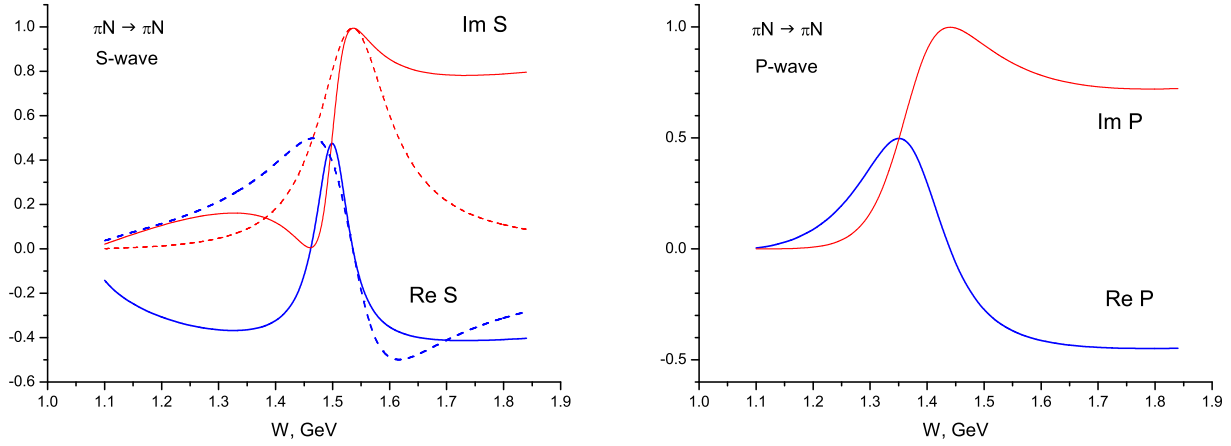 πN → πN
S-wave
Im S
Re S
1.0
0.8
0.6
0.4
0.2
0.0
-0.2
-0.4
-0.6
1.0 1.1 1.2 1.3 1.4 1.5 1.6 1.7 1.8 1.9
W, GeV
πN → πN
P-wave
Im P
Re P
1.0
0.5
0.0
-0.5
1.0 1.1 1.2 1.3 1.4 1.5 1.6 1.7 1.8 1.9
W, GeV